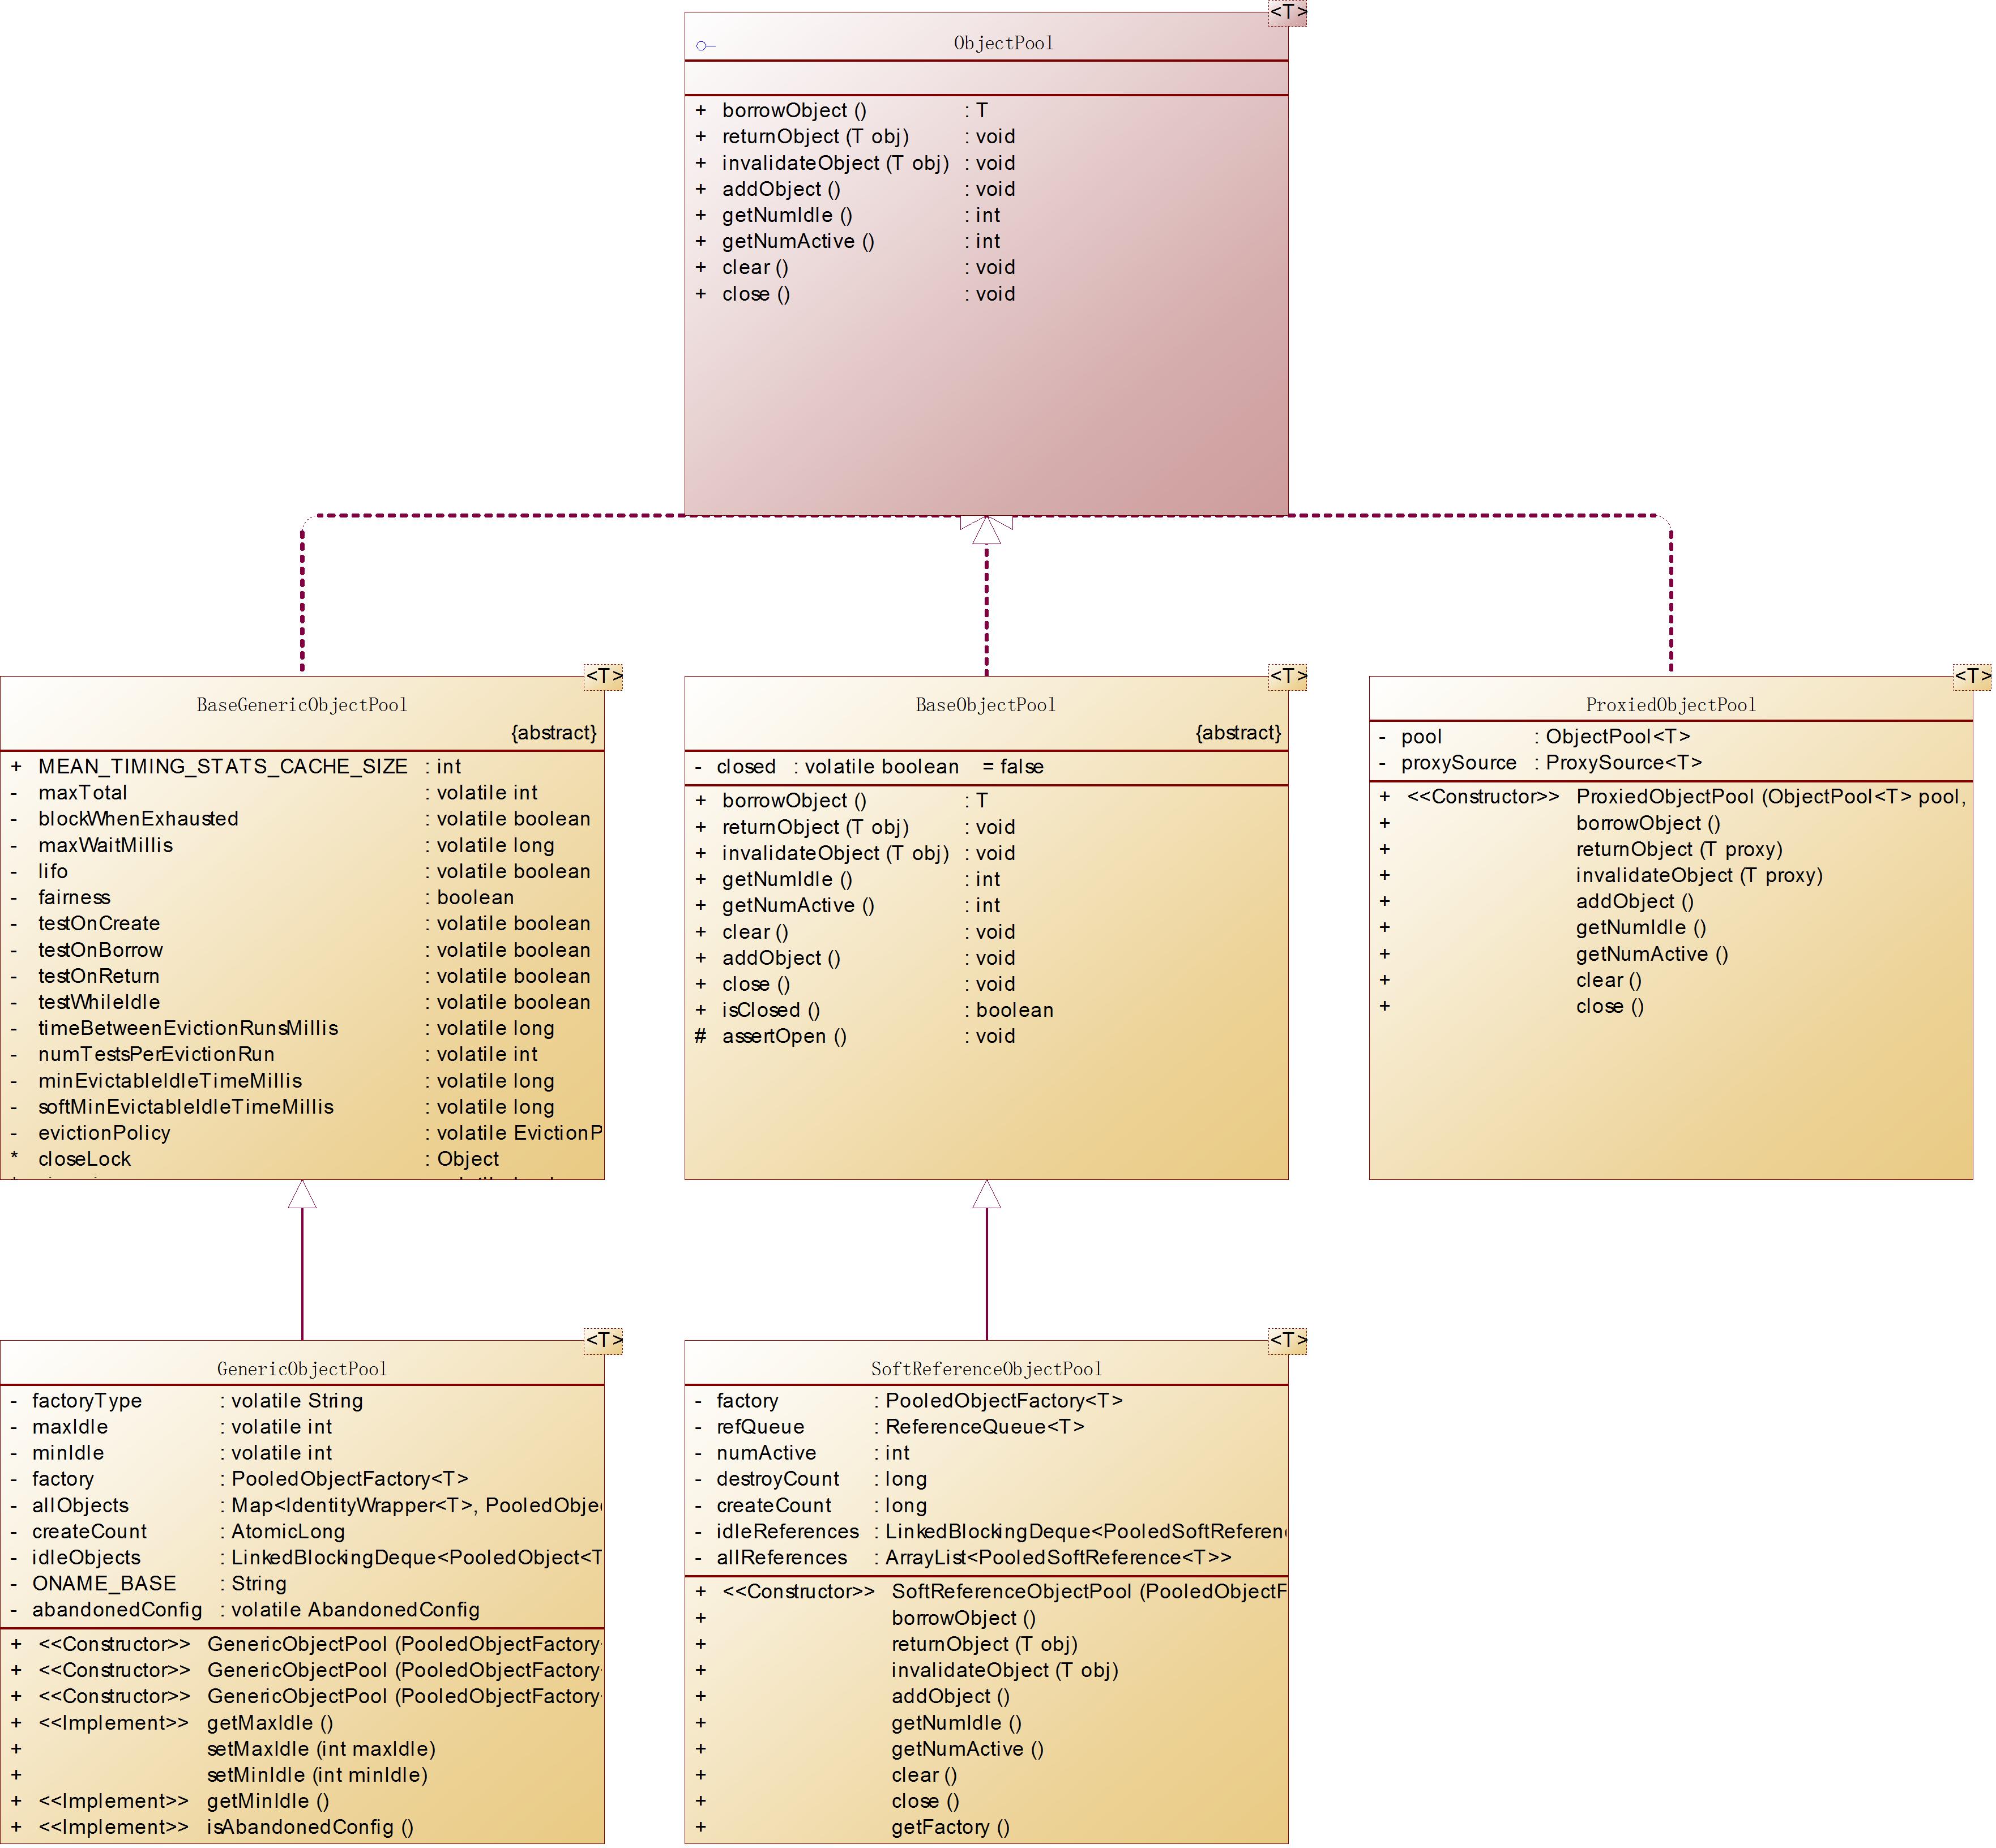 <T>
ObjectPool
+ borrowObject () : T
+ returnObject (T obj) : void
+ invalidateObject (T obj) : void
+ addObject () : void
+ getNumIdle () : int
+ getNumActive () : int
+ clear () : void
+ close () : void
<T>
BaseGenericObjectPool
{abstract}
+ MEAN_TIMING_STATS_CACHE_SIZE : int
- maxTotal : volatile int
- blockWhenExhausted : volatile boolean
- maxWaitMillis : volatile long
- lifo : volatile boolean
- fairness : boolean
- testOnCreate : volatile boolean
- testOnBorrow : volatile boolean
- testOnReturn : volatile boolean
- testWhileIdle : volatile boolean
- timeBetweenEvictionRunsMillis : volatile long
- numTestsPerEvictionRun : volatile int
- minEvictableIdleTimeMillis : volatile long
- softMinEvictableIdleTimeMillis : volatile long
- evictionPolicy : volatile EvictionP
* closeLock : Object
<T>
BaseObjectPool
{abstract}
- closed : volatile boolean = false
+ borrowObject () : T
+ returnObject (T obj) : void
+ invalidateObject (T obj) : void
+ getNumIdle () : int
+ getNumActive () : int
+ clear () : void
+ addObject () : void
+ close () : void
+ isClosed () : boolean
# assertOpen () : void
<T>
ProxiedObjectPool
- pool : ObjectPool<T>
- proxySource : ProxySource<T>
+ <<Constructor>> ProxiedObjectPool (ObjectPool<T> pool,
+ borrowObject ()
+ returnObject (T proxy)
+ invalidateObject (T proxy)
+ addObject ()
+ getNumIdle ()
+ getNumActive ()
+ clear ()
+ close ()
<T>
GenericObjectPool
- factoryType : volatile String
- maxIdle : volatile int
- minIdle : volatile int
- factory : PooledObjectFactory<T>
- allObjects : Map<IdentityWrapper<T>, PooledObje
- createCount : AtomicLong
- idleObjects : LinkedBlockingDeque<PooledObject<T
- ONAME_BASE : String
- abandonedConfig : volatile AbandonedConfig
+ <<Constructor>> GenericObjectPool (PooledObjectFactory
+ <<Constructor>> GenericObjectPool (PooledObjectFactory
+ <<Constructor>> GenericObjectPool (PooledObjectFactory
+ <<Implement>> getMaxIdle ()
+ setMaxIdle (int maxIdle)
+ setMinIdle (int minIdle)
+ <<Implement>> getMinIdle ()
+ <<Implement>> isAbandonedConfig ()
<T>
SoftReferenceObjectPool
- factory : PooledObjectFactory<T>
- refQueue : ReferenceQueue<T>
- numActive : int
- destroyCount : long
- createCount : long
- idleReferences : LinkedBlockingDeque<PooledSoftReferen
- allReferences : ArrayList<PooledSoftReference<T>>
+ <<Constructor>> SoftReferenceObjectPool (PooledObjectF
+ borrowObject ()
+ returnObject (T obj)
+ invalidateObject (T obj)
+ addObject ()
+ getNumIdle ()
+ getNumActive ()
+ clear ()
+ close ()
+ getFactory ()